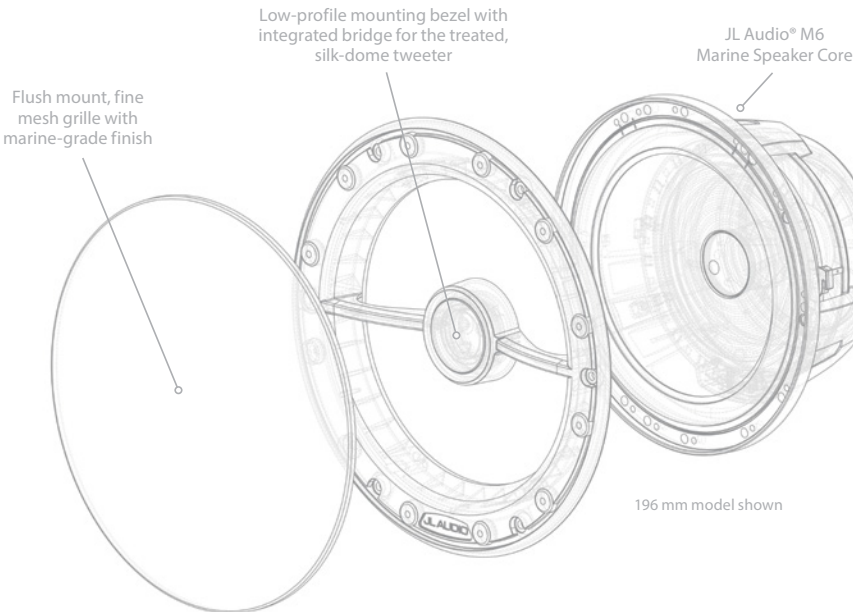 Low-profile mounting bezel with
integrated bridge for the treated,
silk-dome tweeter
JL Audio® M6
Marine Speaker Core
Flush mount, fine
mesh grille with
marine-grade finish
196 mm model shown
JL AUDIO